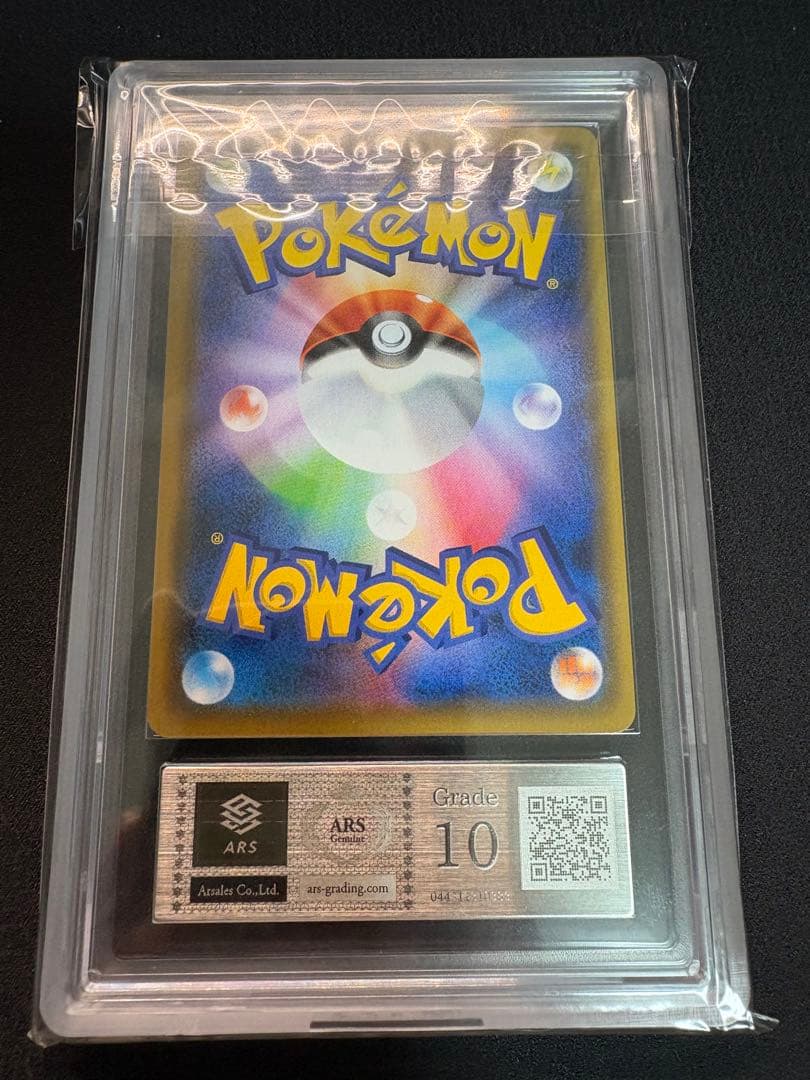 POKéMON
®
®
POKéMON
ARS
ARS
Genuine
Arsales Co.,Ltd.
ars-grading.com
Grade
10